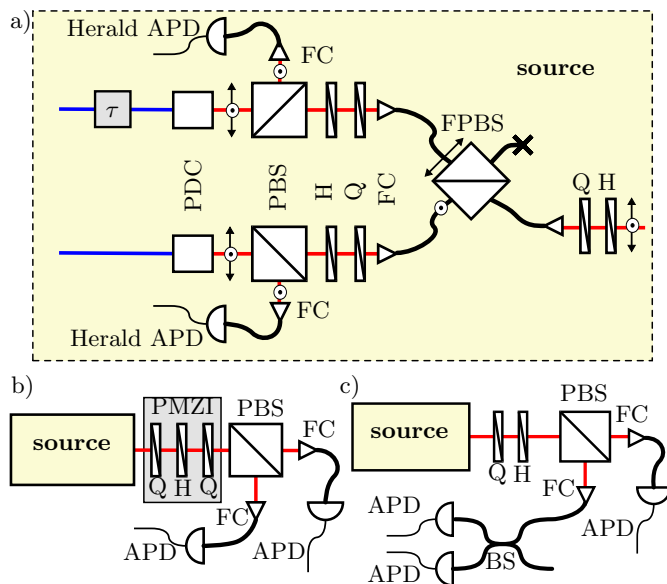 a)
Herald APD
FC
source
τ
FPBS
PDC
PBS
H
Q
FC
Q H
FC
Herald APD
b)
PMZI
PBS
source
FC
Q H Q
FC
APD
APD
c)
PBS
source
FC
Q H
FC
APD
APD
BS
APD